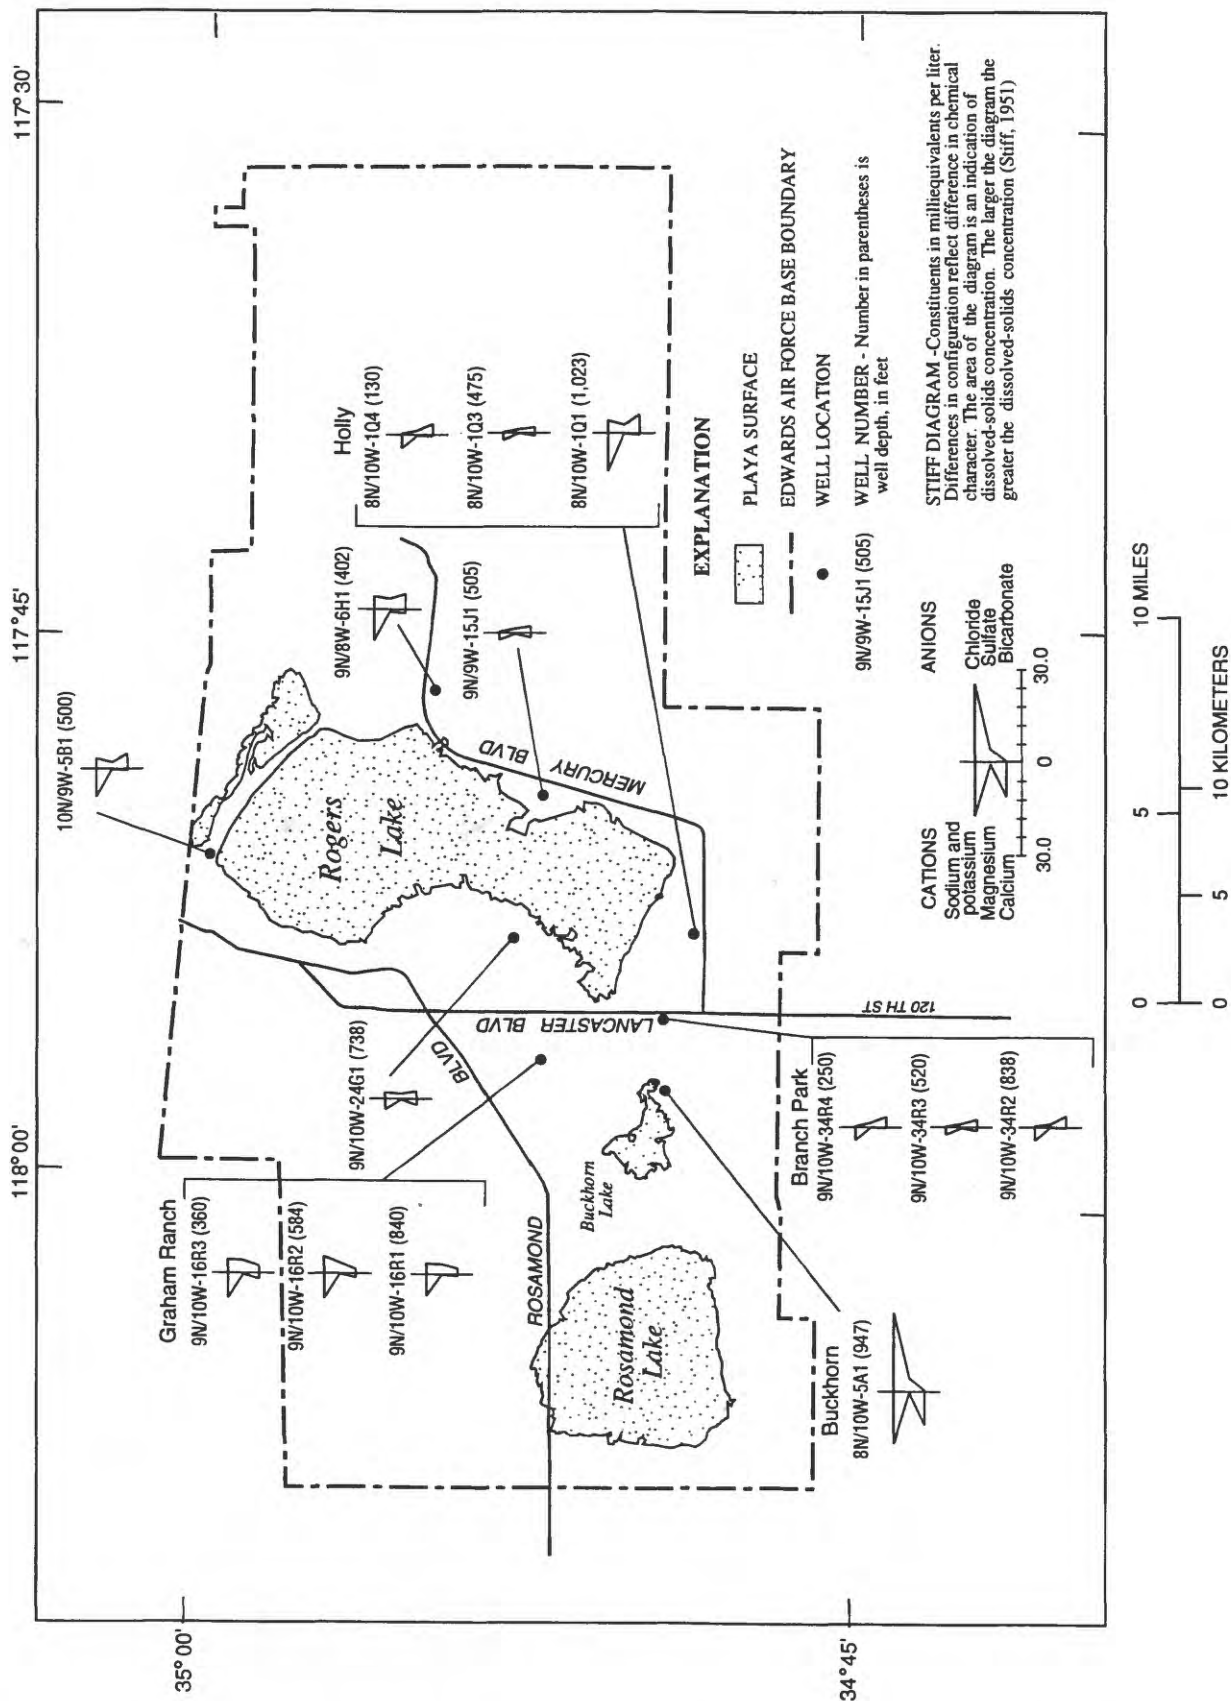 118°00'
117°45'
117°30'
35°00'
34°45'
10N/9W-5B1 (500)
Graham Ranch
9N/10W-16R3 (360)
9N/10W-16R2 (584)
9N/10W-16R1 (840)
9N/10W-24G1 (738)
9N/8W-6H1 (402)
9N/9W-15J1 (505)
Holly
8N/10W-1Q4 (130)
8N/10W-1Q3 (475)
8N/10W-1Q1 (1,023)
Rogers
Lake
BLVD
ROSAMOND
LANCASTER BLVD
MERCURY
BLVD
Buckhorn
Lake
Rosamond
Lake
120 TH ST
Branch Park
9N/10W-34R4 (250)
9N/10W-34R3 (520)
9N/10W-34R2 (838)
Buckhorn
8N/10W-5A1 (947)
EXPLANATION
PLAYA SURFACE
EDWARDS AIR FORCE BASE BOUNDARY
WELL LOCATION
9N/9W-15J1 (505)
WELL NUMBER - Number in parentheses is
well depth, in feet
CATIONS
Sodium and
potassium
Magnesium
Calcium
ANIONS
Chloride
Sulfate
Bicarbonate
30.0
0
30.0
STIFF DIAGRAM -Constituents in milliequivalents per liter.
Differences in configuration reflect difference in chemical
character. The area of the diagram is an indication of
dissolved-solids concentration. The larger the diagram the
greater the dissolved-solids concentration (Stiff, 1951)
0
5
10 MILES
0
5
10 KILOMETERS